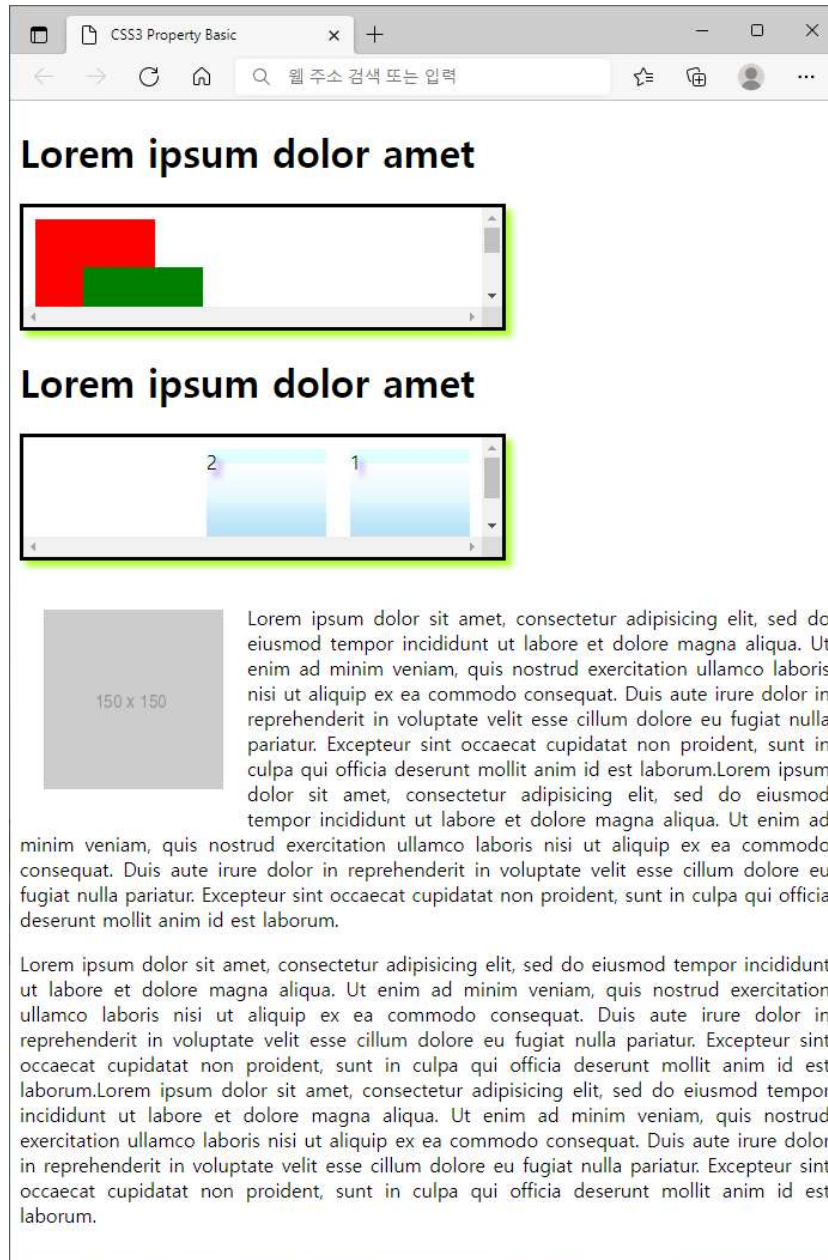 CSS3 Property Basic
웹 주소 검색 또는 입력
Lorem ipsum dolor amet
Lorem ipsum dolor amet
2 1
150 x 150
Lorem ipsum dolor sit amet, consectetur adipisicing elit, sed do
eiusmod tempor incididunt ut labore et dolore magna aliqua. Ut
enim ad minim veniam, quis nostrud exercitation ullamco laboris
nisi ut aliquip ex ea commodo consequat. Duis aute irure dolor in
reprehenderit in voluptate velit esse cillum dolore eu fugiat nulla
pariatur. Excepteur sint occaecat cupidatat non proident, sunt in
culpa qui officia deserunt mollit anim id est laborum.Lorem ipsum
dolor sit amet, consectetur adipisicing elit, sed do eiusmod
tempor incididunt ut labore et dolore magna aliqua. Ut enim ad
minim veniam, quis nostrud exercitation ullamco laboris nisi ut aliquip ex ea commodo
consequat. Duis aute irure dolor in reprehenderit in voluptate velit esse cillum dolore eu
fugiat nulla pariatur. Excepteur sint occaecat cupidatat non proident, sunt in culpa qui officia
deserunt mollit anim id est laborum.
Lorem ipsum dolor sit amet, consectetur adipisicing elit, sed do eiusmod tempor incididunt
ut labore et dolore magna aliqua. Ut enim ad minim veniam, quis nostrud exercitation
ullamco laboris nisi ut aliquip ex ea commodo consequat. Duis aute irure dolor in
reprehenderit in voluptate velit esse cillum dolore eu fugiat nulla pariatur. Excepteur sint
occaecat cupidatat non proident, sunt in culpa qui officia deserunt mollit anim id est
laborum.Lorem ipsum dolor sit amet, consectetur adipisicing elit, sed do eiusmod tempor
incididunt ut labore et dolore magna aliqua. Ut enim ad minim veniam, quis nostrud
exercitation ullamco laboris nisi ut aliquip ex ea commodo consequat. Duis aute irure dolor
in reprehenderit in voluptate velit esse cillum dolore eu fugiat nulla pariatur. Excepteur sint
occaecat cupidatat non proident, sunt in culpa qui officia deserunt mollit anim id est
laborum.